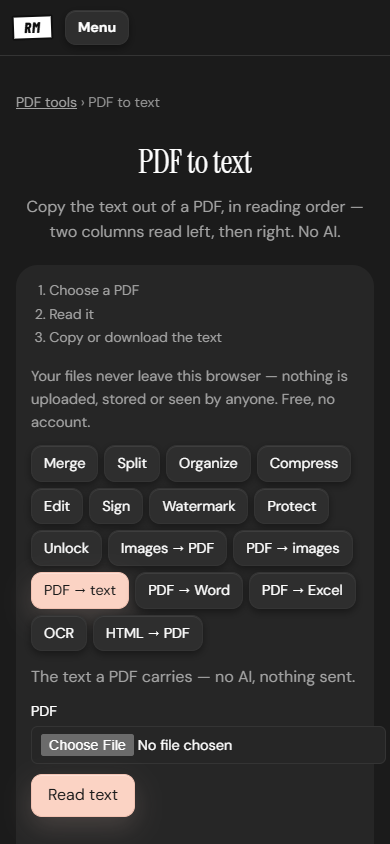 RM
Menu
PDF tools › PDF to text
PDF to text
Copy the text out of a PDF, in reading order —
two columns read left, then right. No AI.
1. Choose a PDF
2. Read it
3. Copy or download the text
Your files never leave this browser — nothing is
uploaded, stored or seen by anyone. Free, no
account.
Merge Split Organize Compress
Edit Sign Watermark Protect
Unlock Images → PDF PDF → images
PDF → text PDF → Word PDF → Excel
OCR HTML → PDF
The text a PDF carries — no AI, nothing sent.
PDF
Choose File No file chosen
Read text